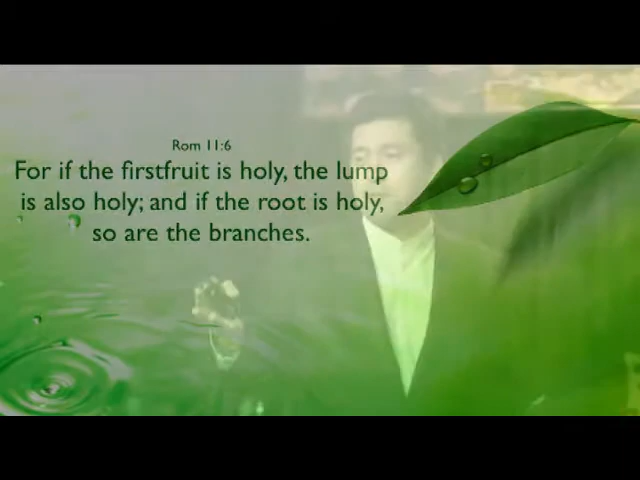 Rom 11:6
For if the firstfruit is holy, the lump
is also holy; and if the root is holy,
so are the branches.